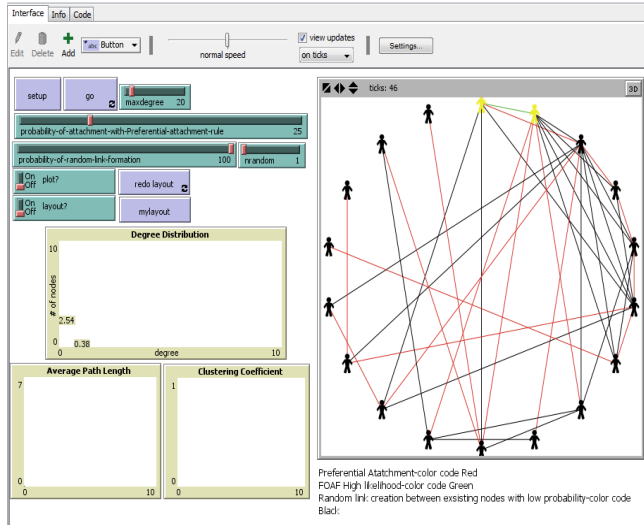 Interface Info Code
Edit Delete Add abc Button normal speed view updates on ticks Settings...
setup go maxdegree 20
ticks: 46 3D
probability-of-attachment-with-Preferential-attachment-rule 25
probability-of-random-link-formation 100 nrandom 1
On Off plot? redo layout
On Off layout? mylayout
Degree Distribution
10
# of nodes
2.54
0 0.38
0 degree 10
Average Path Length Clustering Coefficient
7 1
0 0
0 10 0 10
Preferential Atatchment-color code Red
FOAF High likelihood-color code Green
Random link creation between exsisting nodes with low probability-color code
Black